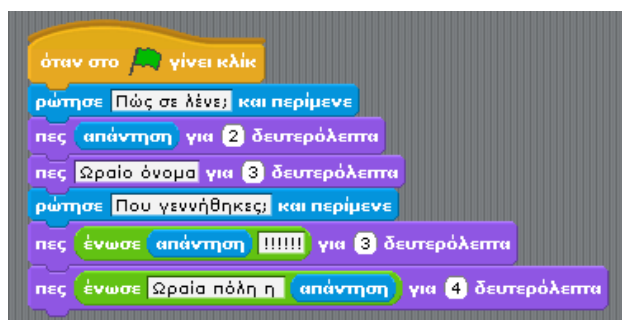 όταν στο γίνει κλίκ
ρώτησε Πώς σε λένε; και περίμενε
πες απάντηση για 2 δευτερόλεπτα
πες Ωραίο όνομα για 3 δευτερόλεπτα
ρώτησε Που γεννήθηκες; και περίμενε
πες ένωσε απάντηση !!!!!! για 3 δευτερόλεπτα
πες ένωσε Ωραία πόλη η απάντηση για 4 δευτερόλεπτα